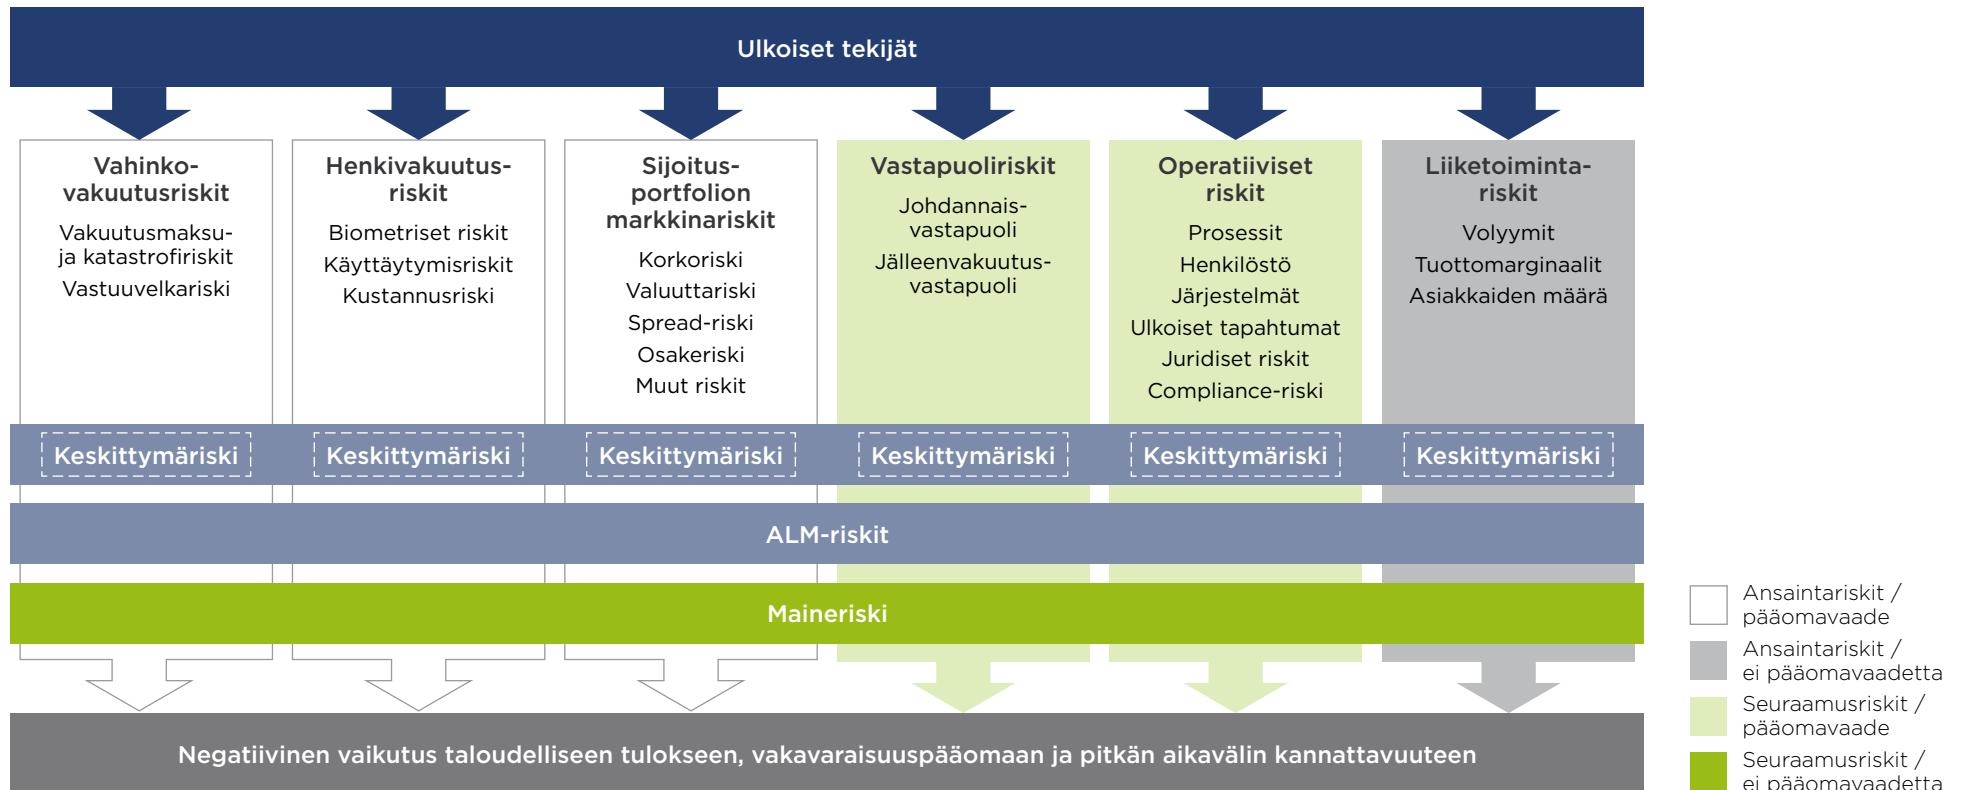 Ulkoiset tekijät
Vahinko-
vakuutusriskit
Vakuutusmaksu-
ja katastrofiriskit
Vastuuvelkariski
Henkivakuutus-
riskit
Biometriset riskit
Käyttäytymisriskit
Kustannusriski
Sijoitus-
portfolion
markkinariskit
Korkoriski
Valuuttariski
Spread-riski
Osakeriski
Muut riskit
Vastapuoliriskit
Johdannais-
vastapuoli
Jälleenvakuutus-
vastapuoli
Operatiiviset
riskit
Prosessit
Henkilöstö
Järjestelmät
Ulkoiset tapahtumat
Juridiset riskit
Compliance-riski
Liiketoiminta-
riskit
Volyymit
Tuottomarginaalit
Asiakkaiden määrä
Keskittymäriski
Keskittymäriski
Keskittymäriski
Keskittymäriski
Keskittymäriski
Keskittymäriski
ALM-riskit
Maineriski
Negatiivinen vaikutus taloudelliseen tulokseen, vakavaraisuuspääomaan ja pitkän aikavälin kannattavuuteen
Ansaintariskit /
pääomavaade
Ansaintariskit /
ei pääomavaadetta
Seuraamusriskit /
pääomavaade
Seuraamusriskit /
ei pääomavaadetta